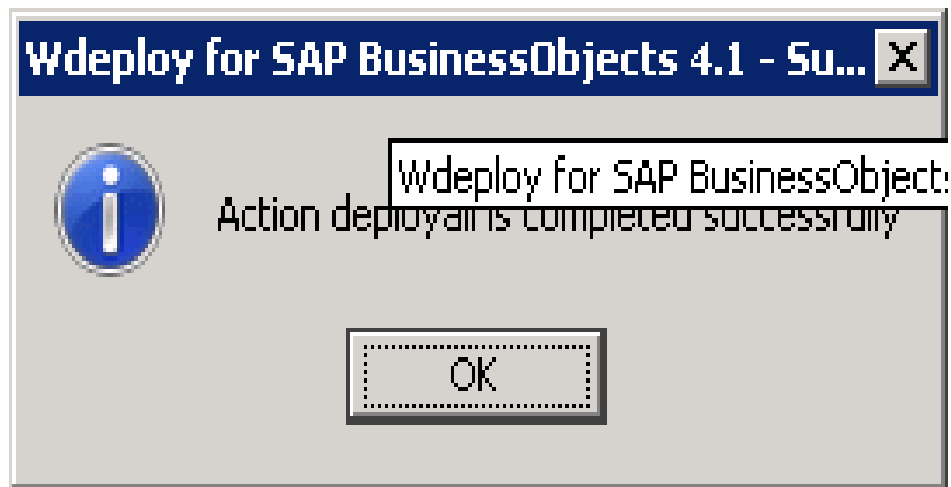 Wdeploy for SAP BusinessObjects 4.1 - Su...
Wdeploy for SAP BusinessObjects
Action deployall is completed successfully
OK